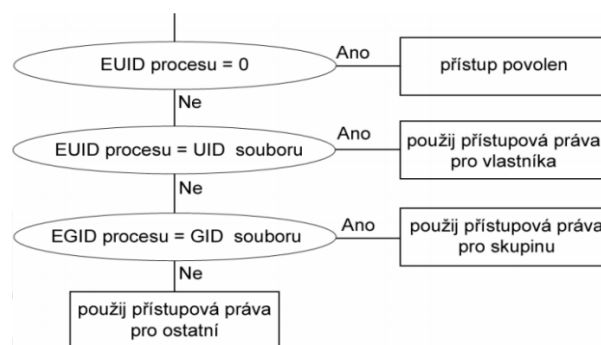 EUID procesu = 0
Ano
přístup povolen
Ne
EUID procesu = UID souboru
Ano
použij přístupová práva
pro vlastníka
Ne
EGID procesu = GID souboru
Ano
použij přístupová práva
pro skupinu
Ne
použij přístupová práva
pro ostatní